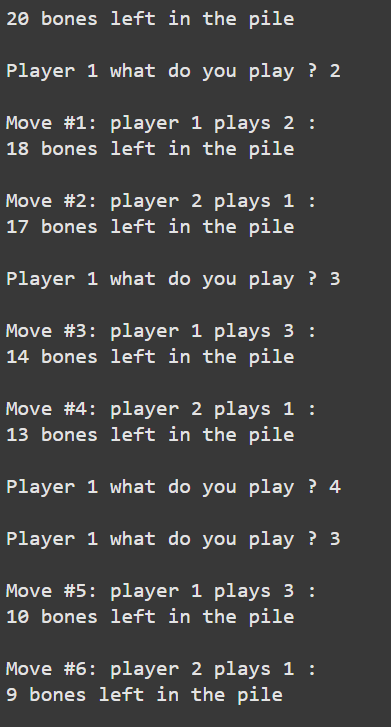 20 bones left in the pile
Player 1 what do you play ? 2
Move #1: player 1 plays 2 :
18 bones left in the pile
Move #2: player 2 plays 1 :
17 bones left in the pile
Player 1 what do you play ? 3
Move #3: player 1 plays 3 :
14 bones left in the pile
Move #4: player 2 plays 1 :
13 bones left in the pile
Player 1 what do you play ? 4
Player 1 what do you play ? 3
Move #5: player 1 plays 3 :
10 bones left in the pile
Move #6: player 2 plays 1 :
9 bones left in the pile